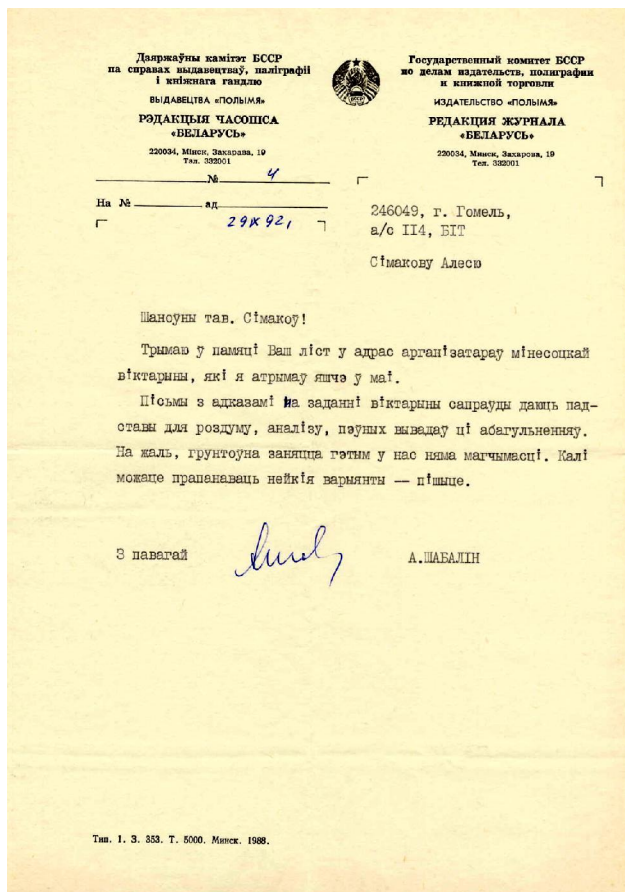 Дзяржаўны камітэт БССР
па справах выдавецтваў, паліграфіі
і кніжнага гандлю
ВЫДАВЕЦТВА «ПОЛЫМЯ»
РЭДАКЦЫЯ ЧАСОПІСА
«БЕЛАРУСЬ»
220034, Мінск, Захарава, 19
Тэл. 332001
Государственный комитет БССР
по делам издательств, полиграфии
и книжной торговли
ИЗДАТЕЛЬСТВО «ПОЛЫМЯ»
РЕДАКЦИЯ ЖУРНАЛА
«БЕЛАРУСЬ»
220034, Минск, Захарова, 19
Тел. 332001
№ 4
На № ад
29 IX 92,
246049, г. Гомель,
а/с II4, БІТ
Сімакову Алесю
Шаноўны тав. Сімакоў!
Трымаю ў памяці Ваш ліст у адрас арганізатараў мінесоцкай
віктарыны, які я атрымаў яшчэ ў маі.
Пісьмы з адказамі на заданні віктарыны сапраўды даюць пад-
ставы для роздуму, аналізу, пэўных вывадаў ці абагульненняў.
На жаль, грунтоўна заняцца гэтым у нас няма магчымасці. Калі
можаце прапанаваць нейкія варыянты — пішыце.
З павагай А.ШАБАЛІН
Тип. 1. З. 353. Т. 5000. Минск. 1988.